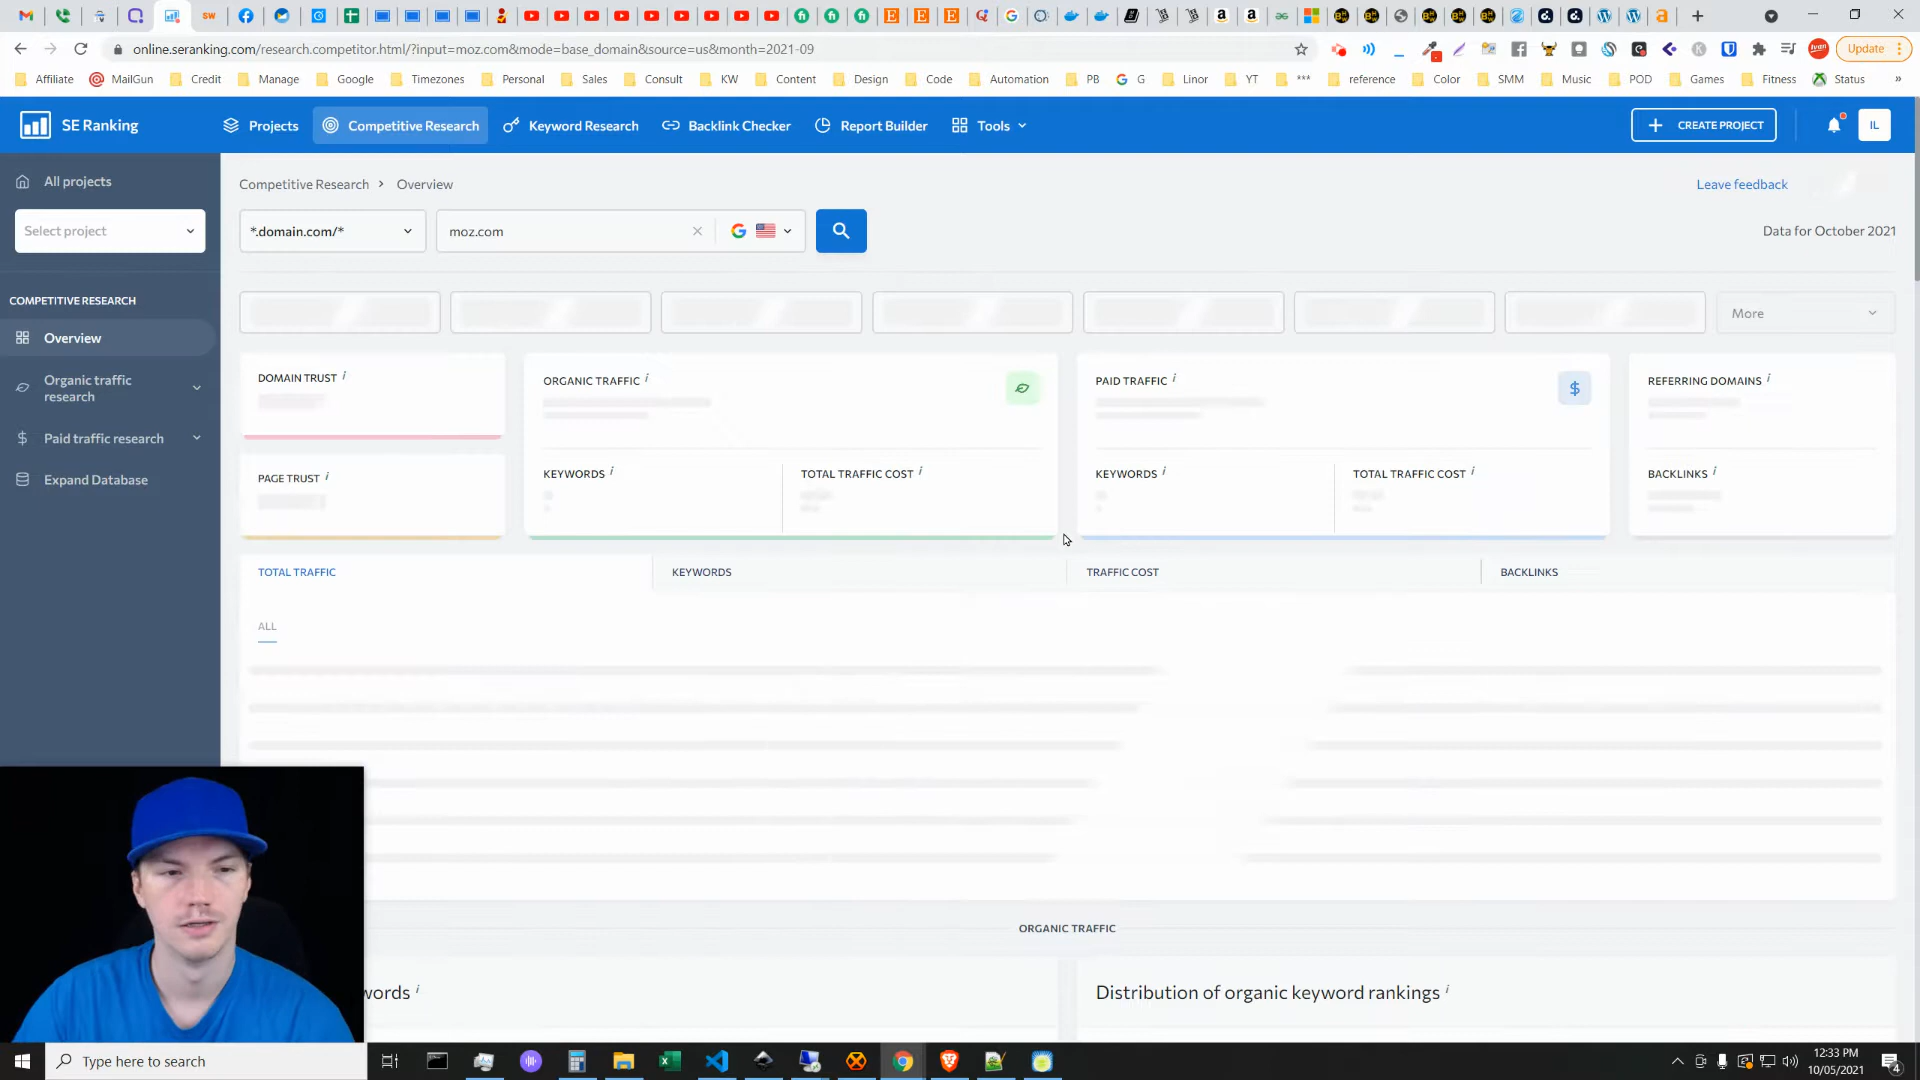 online.seranking.com/research.competitor.html/?input=moz.com&mode=base_domain&source=us&month=2021-09
Update
Affiliate
MailGun
Credit
Manage
Google
Timezones
Personal
Sales
Consult
KW
Content
Design
Code
Automation
PB
G
Linor
YT
***
reference
Color
SMM
Music
POD
Games
Fitness
Status
»
SE Ranking
Projects
Competitive Research
Keyword Research
Backlink Checker
Report Builder
Tools
CREATE PROJECT
IL
All projects
Select project
COMPETITIVE RESEARCH
Overview
Organic traffic
research
Paid traffic research
Expand Database
Competitive Research > Overview
Leave feedback
*.domain.com/*
moz.com
Data for October 2021
More
DOMAIN TRUST i
PAGE TRUST i
ORGANIC TRAFFIC i
KEYWORDS i
TOTAL TRAFFIC COST i
PAID TRAFFIC i
$
KEYWORDS i
TOTAL TRAFFIC COST i
REFERRING DOMAINS i
BACKLINKS i
TOTAL TRAFFIC
KEYWORDS
TRAFFIC COST
BACKLINKS
ALL
ORGANIC TRAFFIC
words i
Distribution of organic keyword rankings i
Type here to search
12:33 PM
10/05/2021
4